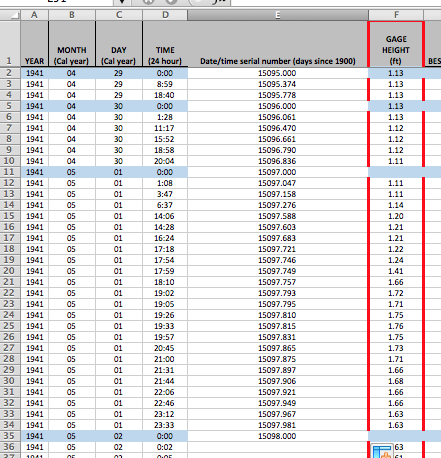 A B C D E F
1 YEAR MONTH (Cal year) DAY (Cal year) TIME (24 hour) Date/time serial number (days since 1900) GAGE HEIGHT (ft) BES
2 1941 04 29 0:00 15095.000 1.13
3 1941 04 29 8:59 15095.374 1.13
4 1941 04 29 18:40 15095.778 1.13
5 1941 04 30 0:00 15096.000 1.13
6 1941 04 30 1:28 15096.061 1.13
7 1941 04 30 11:17 15096.470 1.12
8 1941 04 30 15:52 15096.661 1.12
9 1941 04 30 18:58 15096.790 1.12
10 1941 04 30 20:04 15096.836 1.11
11 1941 05 01 0:00 15097.000
12 1941 05 01 1:08 15097.047 1.11
13 1941 05 01 3:47 15097.158 1.11
14 1941 05 01 6:37 15097.276 1.14
15 1941 05 01 14:06 15097.588 1.20
16 1941 05 01 14:28 15097.603 1.21
17 1941 05 01 16:24 15097.683 1.21
18 1941 05 01 17:18 15097.721 1.22
19 1941 05 01 17:54 15097.746 1.24
20 1941 05 01 17:59 15097.749 1.41
21 1941 05 01 18:10 15097.757 1.66
22 1941 05 01 19:02 15097.793 1.72
23 1941 05 01 19:05 15097.795 1.71
24 1941 05 01 19:26 15097.810 1.75
25 1941 05 01 19:33 15097.815 1.76
26 1941 05 01 19:57 15097.831 1.75
27 1941 05 01 20:45 15097.865 1.73
28 1941 05 01 21:00 15097.875 1.71
29 1941 05 01 21:31 15097.897 1.66
30 1941 05 01 21:44 15097.906 1.68
31 1941 05 01 22:06 15097.921 1.66
32 1941 05 01 22:46 15097.949 1.66
33 1941 05 01 23:12 15097.967 1.63
34 1941 05 01 23:33 15097.981 1.63
35 1941 05 02 0:00 15098.000
36 1941 05 02 0:02 63